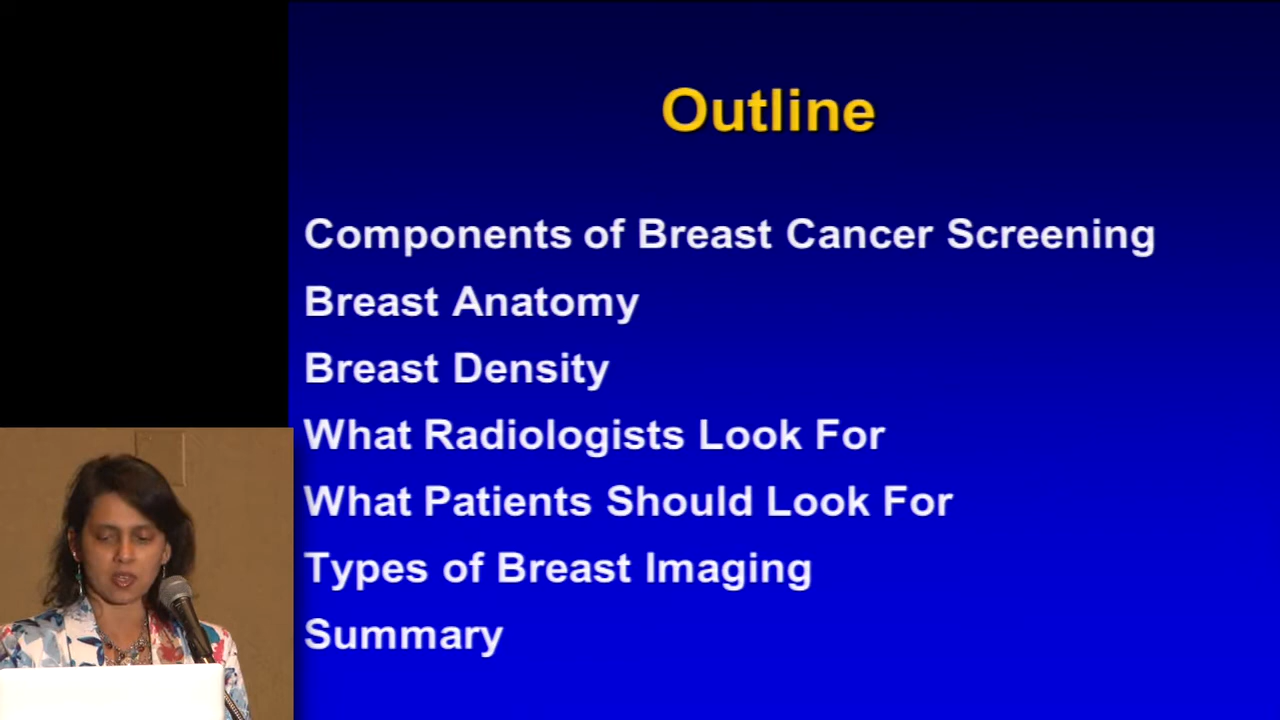 Outline
Components of Breast Cancer Screening
Breast Anatomy
Breast Density
What Radiologists Look For
What Patients Should Look For
Types of Breast Imaging
Summary